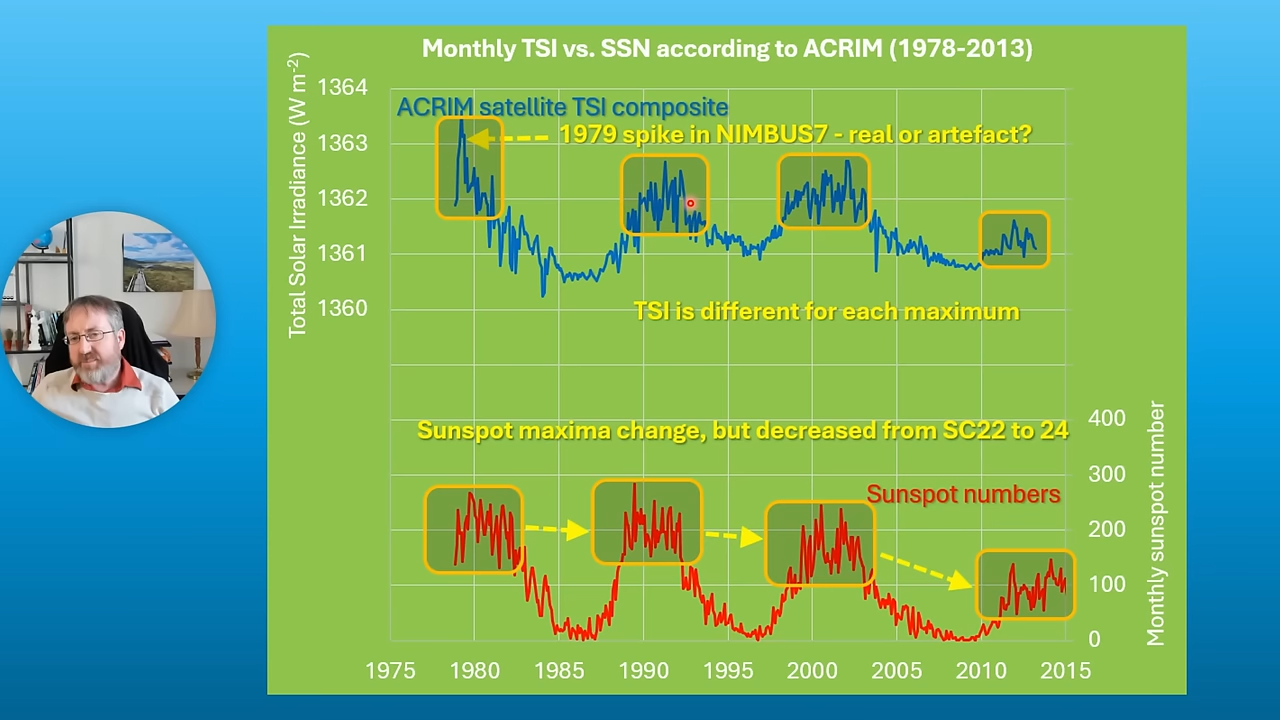 Monthly TSI vs. SSN according to ACRIM (1978-2013)
Total Solar Irradiance (W m-2)
1364
1363
1362
1361
1360
ACRIM satellite TSI composite
1979 spike in NIMBUS7 - real or artefact?
TSI is different for each maximum
Sunspot maxima change, but decreased from SC22 to 24
Sunspot numbers
400
300
200
100
0
Monthly sunspot number
1975 1980 1985 1990 1995 2000 2005 2010 2015